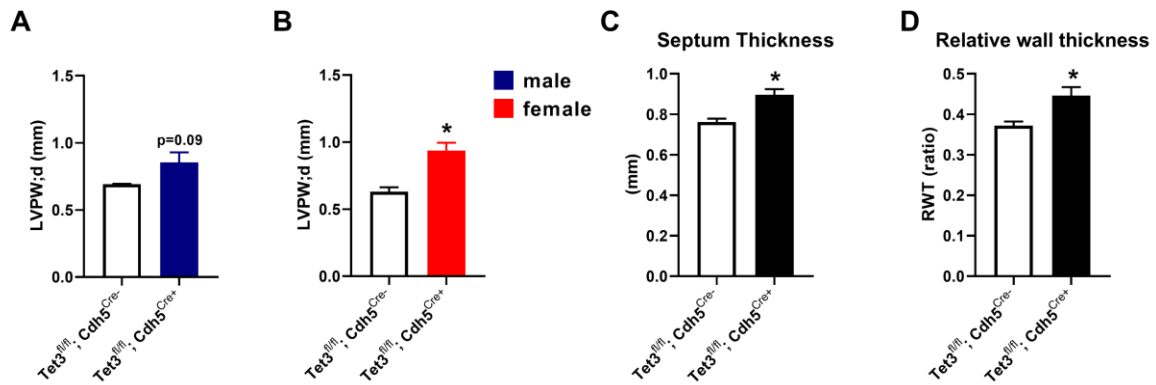 A
LVPW;d (mm)
1.5
1.0
0.5
0.0
p=0.09
Tet3fl/fl; Cdh5Cre-
Tet3fl/fl; Cdh5Cre+
B
LVPW;d (mm)
1.5
1.0
0.5
0.0
*
male
female
Tet3fl/fl; Cdh5Cre-
Tet3fl/fl; Cdh5Cre+
C
Septum Thickness
(mm)
1.0
0.8
0.6
0.4
0.2
0.0
*
Tet3fl/fl; Cdh5Cre-
Tet3fl/fl; Cdh5Cre+
D
Relative wall thickness
RWT (ratio)
0.5
0.4
0.3
0.2
0.1
0.0
*
Tet3fl/fl; Cdh5Cre-
Tet3fl/fl; Cdh5Cre+